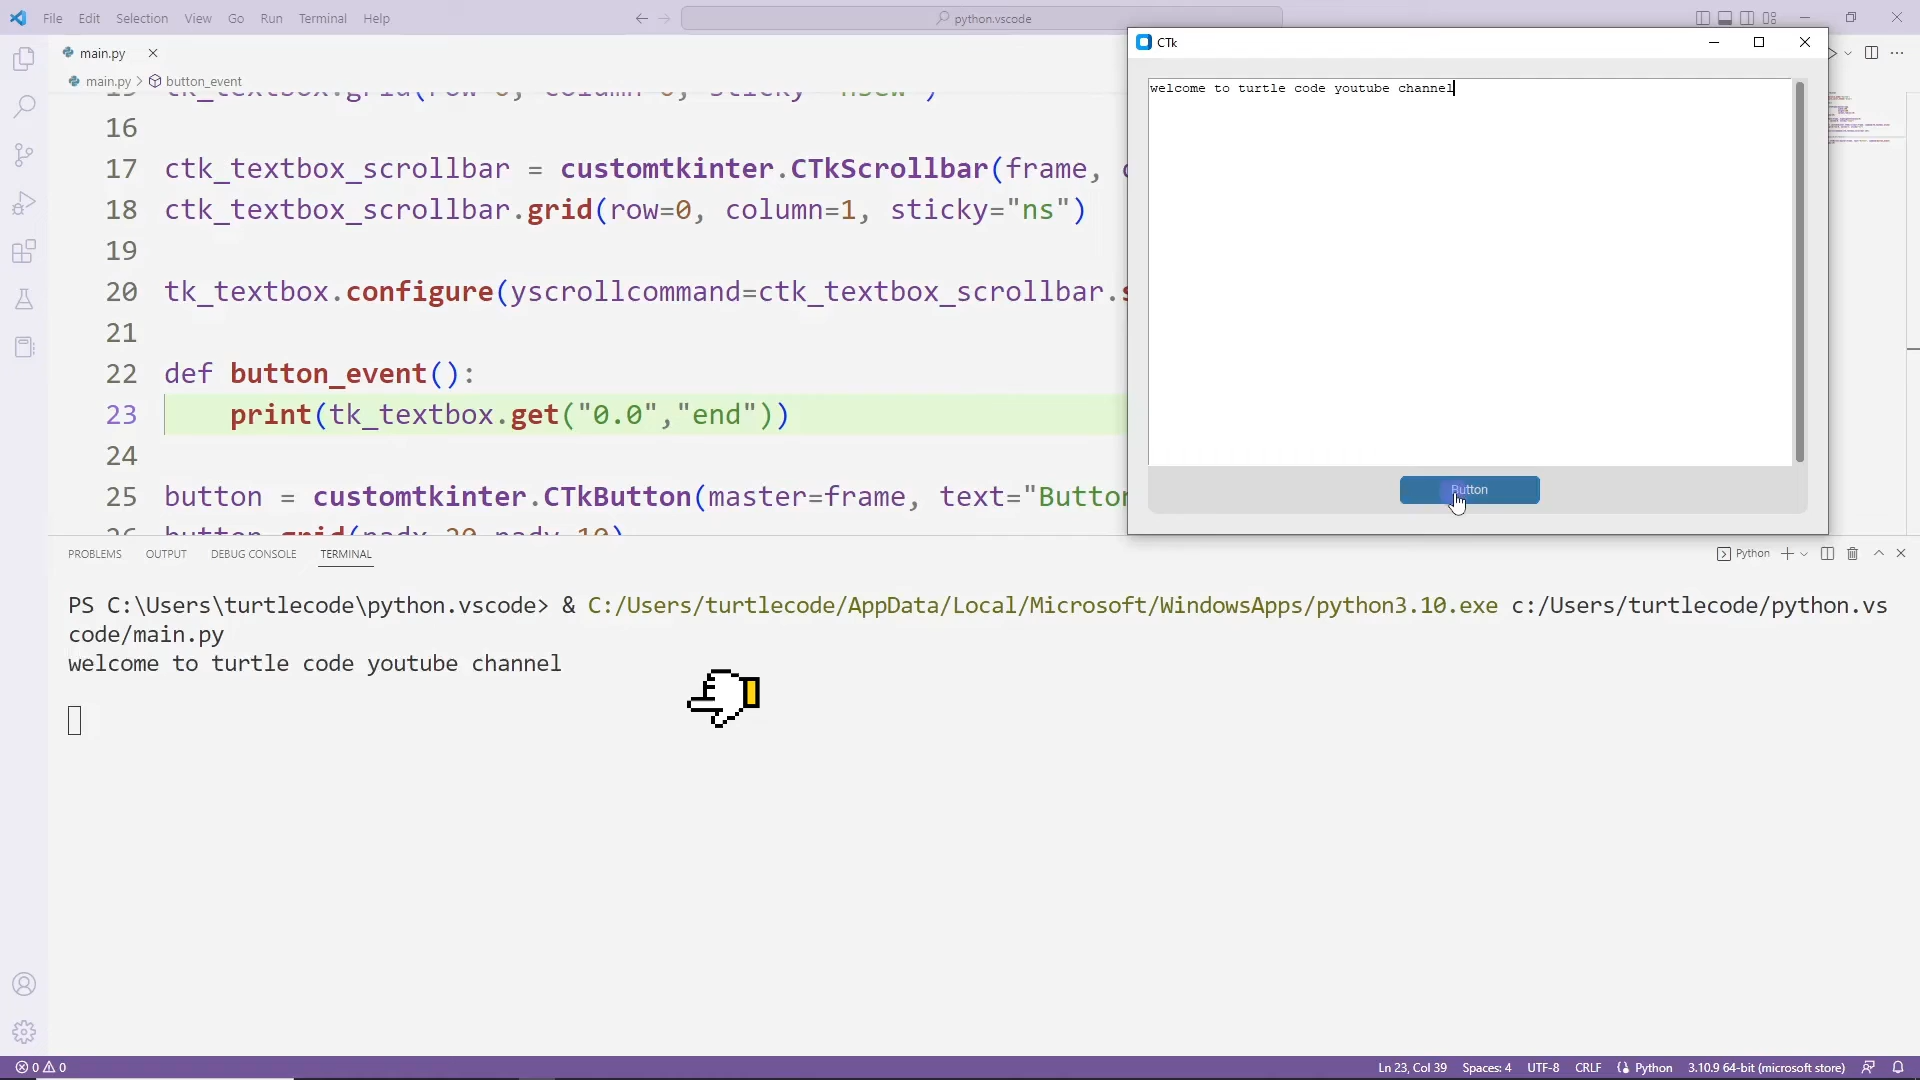 File Edit Selection View Go Run Terminal Help
python.vscode
main.py
main.py > button_event
16
17 ctk_textbox_scrollbar = customtkinter.CTkScrollbar(frame,
18 ctk_textbox_scrollbar.grid(row=0, column=1, sticky="ns")
19
20 tk_textbox.configure(yscrollcommand=ctk_textbox_scrollbar.
21
22 def button_event():
23 print(tk_textbox.get("0.0","end"))
24
25 button = customtkinter.CTkButton(master=frame, text="Button
CTk
welcome to turtle code youtube channel
Button
PROBLEMS OUTPUT DEBUG CONSOLE TERMINAL
Python
PS C:\Users\turtlecode\python.vscode> & C:/Users/turtlecode/AppData/Local/Microsoft/WindowsApps/python3.10.exe c:/Users/turtlecode/python.vs
code/main.py
welcome to turtle code youtube channel
0 0
Ln 23, Col 39 Spaces: 4 UTF-8 CRLF Python 3.10.9 64-bit (microsoft store)